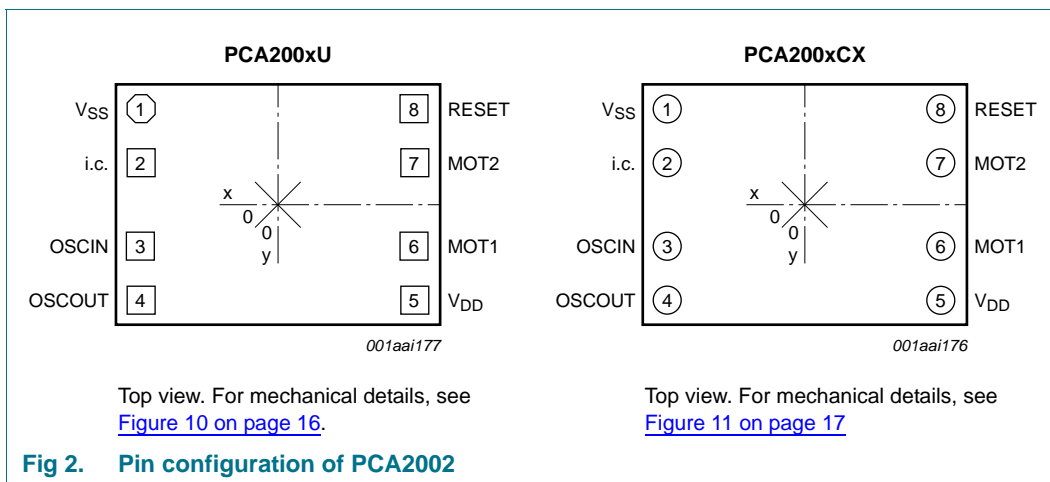 PCA200xU
VSS 1 8 RESET
i.c. 2 7 MOT2
x
0
0
y
OSCIN 3 6 MOT1
OSCOUT 4 5 VDD
001aai177
Top view. For mechanical details, see
Figure 10 on page 16.
PCA200xCX
VSS 1 8 RESET
i.c. 2 7 MOT2
x
0
0
y
OSCIN 3 6 MOT1
OSCOUT 4 5 VDD
001aai176
Top view. For mechanical details, see
Figure 11 on page 17
Fig 2. Pin configuration of PCA2002